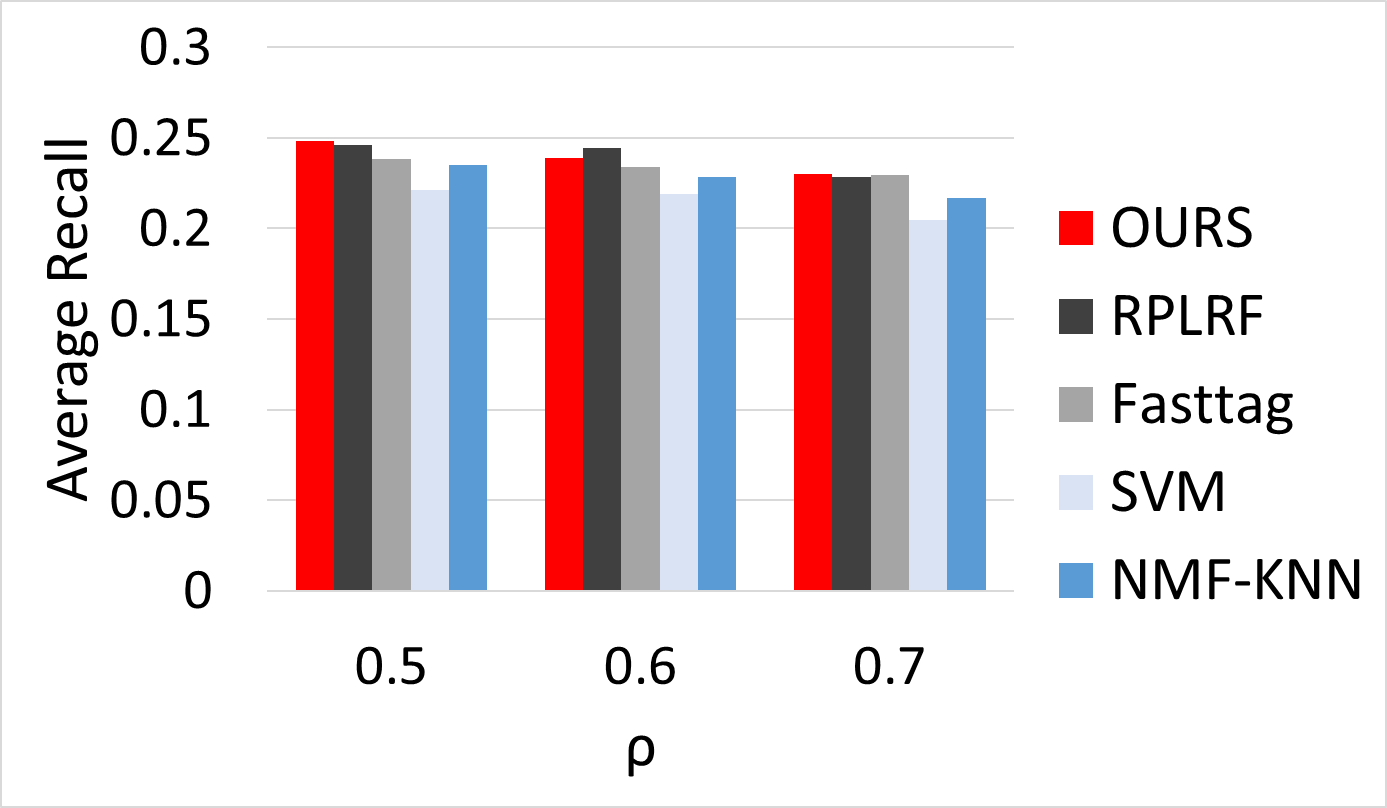 Average Recall
0.3
0.25
0.2
0.15
0.1
0.05
0
0.5 0.6 0.7
ρ
OURS
RPLRF
Fasttag
SVM
NMF-KNN